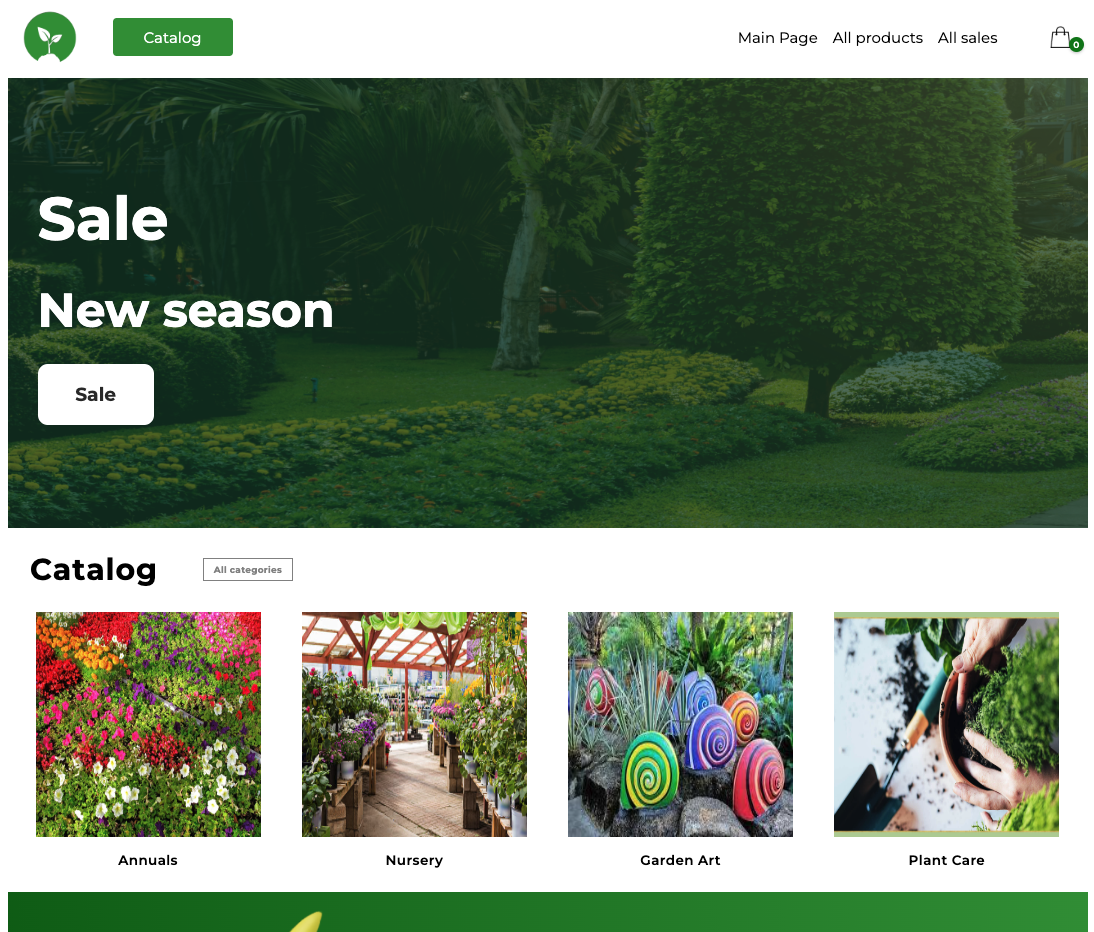 Catalog
Main Page All products All sales
0
Sale
New season
Sale
Catalog
All categories
Annuals
Nursery
Garden Art
Plant Care